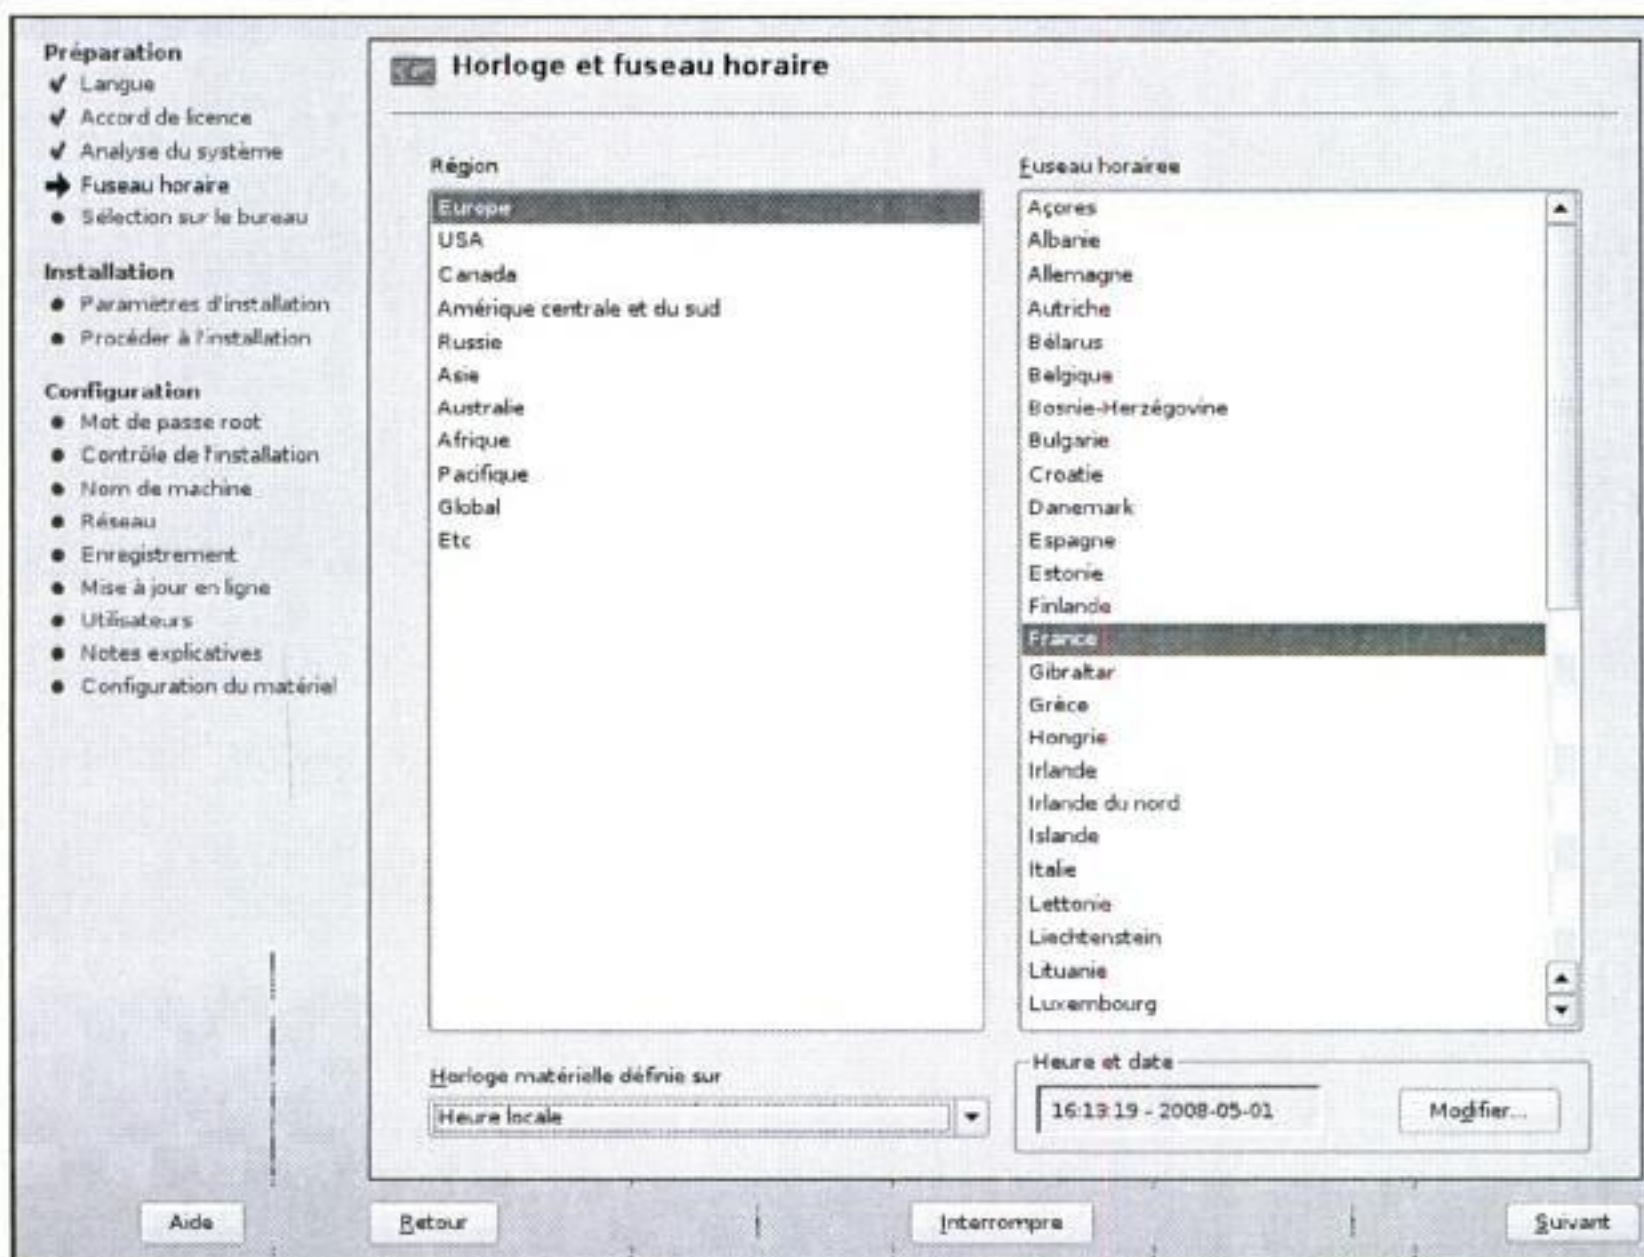 Préparation
Langue
Accord de licence
Analyse du système
Fuseau horaire
Sélection sur le bureau
Installation
Paramètres d'installation
Procéder à l'installation
Configuration
Mot de passe root
Contrôle de l'installation
Nom de machine
Réseau
Enregistrement
Mise à jour en ligne
Utilisateurs
Notes explicatives
Configuration du matériel
Horloge et fuseau horaire
Région
Europe
USA
Canada
Amérique centrale et du sud
Russie
Asie
Australie
Afrique
Pacifique
Global
Etc
Fuseau horairee
Açores
Albanie
Allemagne
Autriche
Bélarus
Belgique
Bosnie-Herzégovine
Bulgarie
Croatie
Danemark
Espagne
Estonie
Finlande
France
Gibraltar
Grèce
Hongrie
Irlande
Irlande du nord
Islande
Italie
Lettonie
Liechtenstein
Lituanie
Luxembourg
Horloge matérielle définie sur
Heure locale
Heure et date
16:13:19 - 2008-05-01
Modifier...
Aide
Retour
Interrompre
Suivant